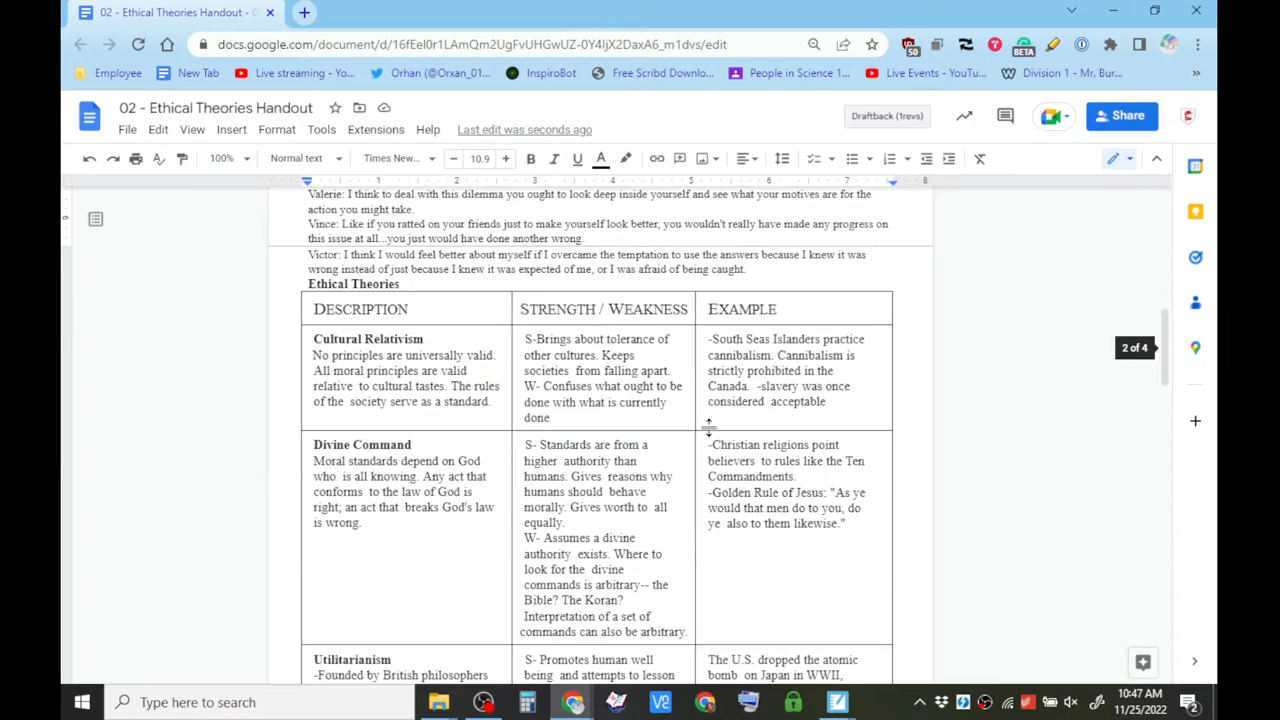 02 - Ethical Theories Handout
docs.google.com/document/d/16fEel0r1LAmQm2UgFvUHGwUZ-0Y4IjX2DaxA6_m1dvs/edit
50
BETA
Employee
New Tab
Live streaming - Yo...
Orhan (@Orxan_01...
InspiroBot
Free Scribd Downlo...
People in Science 1...
Live Events - YouTu...
Division 1 - Mr. Bur...
02 - Ethical Theories Handout
Draftback (1revs)
Share
File Edit View Insert Format Tools Extensions Help Last edit was seconds ago
100% Normal text Times New... 10.9
1 2 3 4 5 6 7 8
Valerie: I think to deal with this dilemma you ought to look deep inside yourself and see what your motives are for the
action you might take.
Vince: Like if you ratted on your friends just to make yourself look better, you wouldn't really have made any progress on
this issue at all...you just would have done another wrong.
Victor: I think I would feel better about myself if I overcame the temptation to use the answers because I knew it was
wrong instead of just because I knew it was expected of me, or I was afraid of being caught.
Ethical Theories
DESCRIPTION
STRENGTH / WEAKNESS
EXAMPLE
Cultural Relativism
No principles are universally valid.
All moral principles are valid
relative to cultural tastes. The rules
of the society serve as a standard.
S-Brings about tolerance of
other cultures. Keeps
societies from falling apart.
W- Confuses what ought to be
done with what is currently
done
-South Seas Islanders practice
cannibalism. Cannibalism is
strictly prohibited in the
Canada. -slavery was once
considered acceptable
Divine Command
Moral standards depend on God
who is all knowing. Any act that
conforms to the law of God is
right; an act that breaks God's law
is wrong.
S- Standards are from a
higher authority than
humans. Gives reasons why
humans should behave
morally. Gives worth to all
equally.
W- Assumes a divine
authority exists. Where to
look for the divine
commands is arbitrary-- the
Bible? The Koran?
Interpretation of a set of
commands can also be arbitrary.
-Christian religions point
believers to rules like the Ten
Commandments.
-Golden Rule of Jesus: "As ye
would that men do to you, do
ye also to them likewise."
Utilitarianism
-Founded by British philosophers
S- Promotes human well
being and attempts to lesson
The U.S. dropped the atomic
bomb on Japan in WWII,
2 of 4
Type here to search
10:47 AM
11/25/2022
2